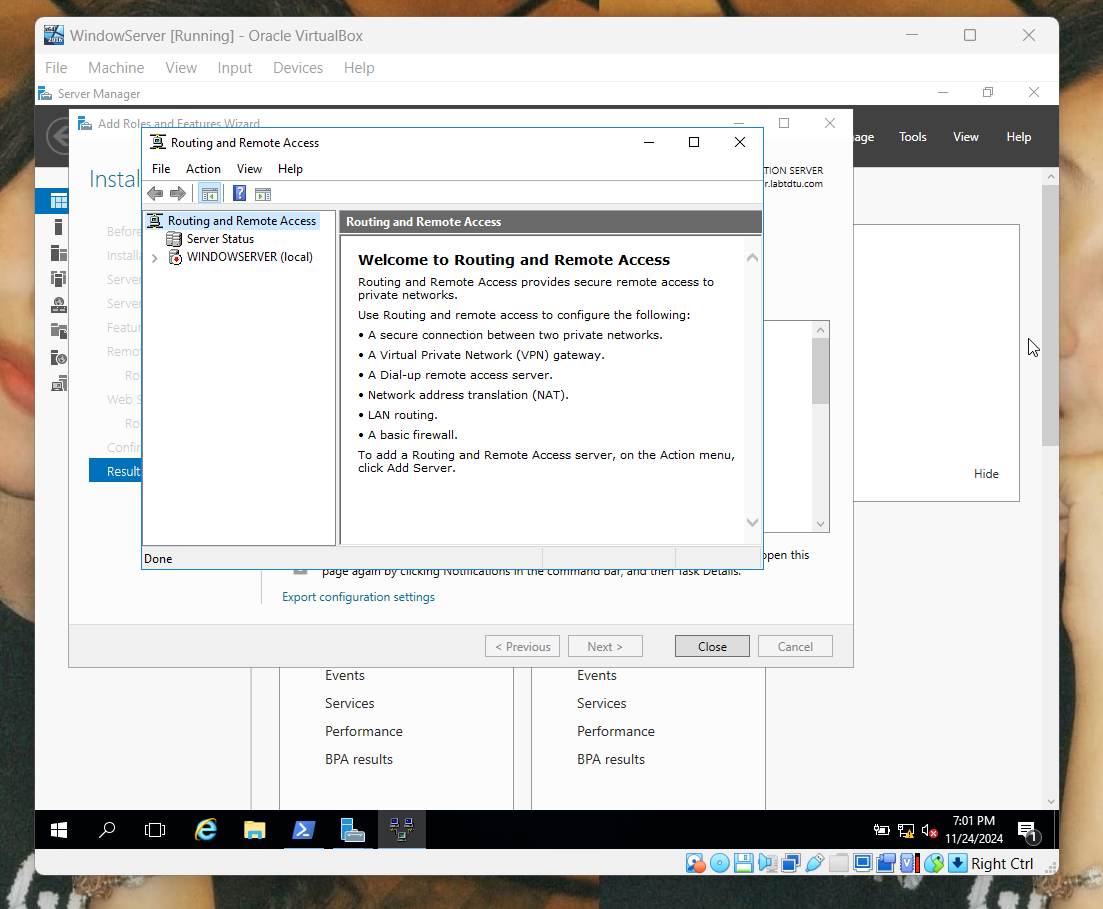 WindowServer [Running] - Oracle VirtualBox
File Machine View Input Devices Help
Server Manager
Add Roles and Features Wizard
Tools View Help
Routing and Remote Access
File Action View Help
Routing and Remote Access
Server Status
WINDOWSERVER (local)
Routing and Remote Access
Welcome to Routing and Remote Access
Routing and Remote Access provides secure remote access to
private networks.
Use Routing and remote access to configure the following:
• A secure connection between two private networks.
• A Virtual Private Network (VPN) gateway.
• A Dial-up remote access server.
• Network address translation (NAT).
• LAN routing.
• A basic firewall.
To add a Routing and Remote Access server, on the Action menu,
click Add Server.
Done
Instal
TION SERVER
r.labtdtu.com
Before
Installa
Server
Server
Featur
Remot
Ro
Web S
Ro
Confir
Result
Hide
open this
page again by clicking Notifications in the command bar, and then Task Details.
Export configuration settings
< Previous Next > Close Cancel
Events Events
Services Services
Performance Performance
BPA results BPA results
7:01 PM
11/24/2024
1
Right Ctrl